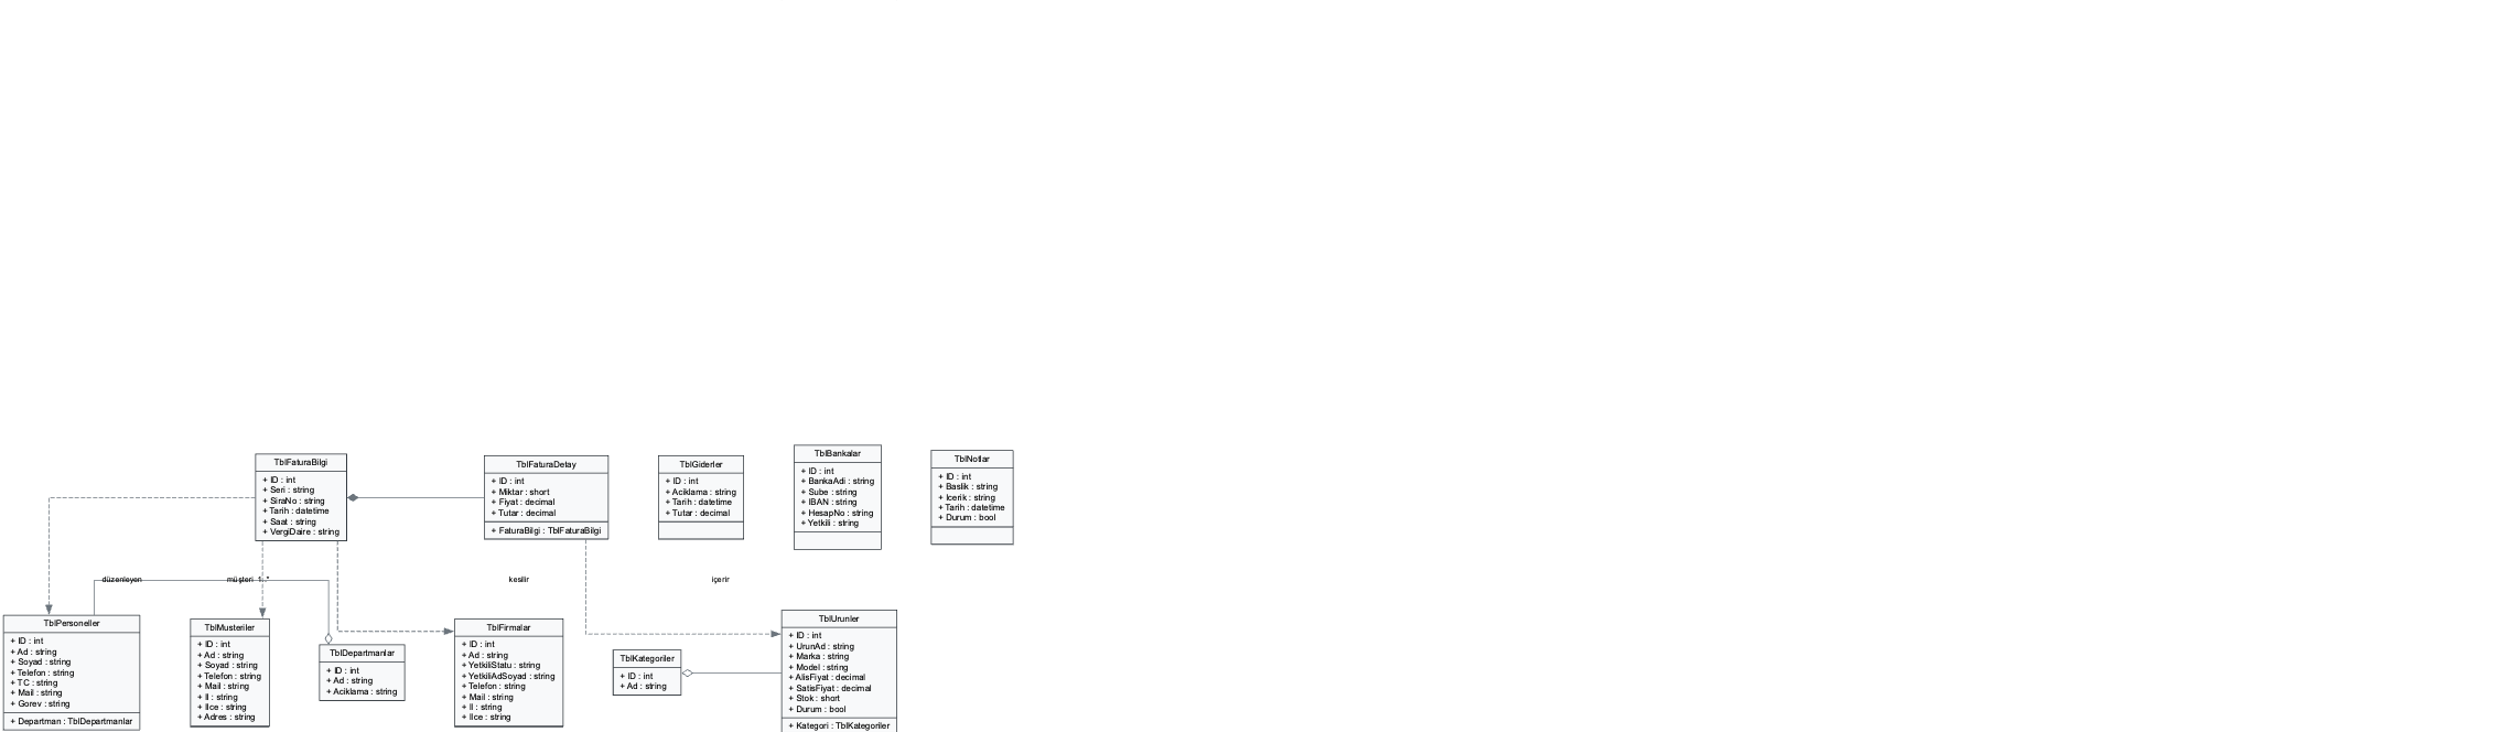 TblFaturaBilgi
+ ID : int
+ Seri : string
+ SiraNo : string
+ Tarih : datetime
+ Saat : string
+ VergiDaire : string
TblFaturaDetay
+ ID : int
+ Miktar : short
+ Fiyat : decimal
+ Tutar : decimal
+ FaturaBilgi : TblFaturaBilgi
TblGiderler
+ ID : int
+ Aciklama : string
+ Tarih : datetime
+ Tutar : decimal
TblBankalar
+ ID : int
+ BankaAdi : string
+ Sube : string
+ IBAN : string
+ HesapNo : string
+ Yetkili : string
TblNotlar
+ ID : int
+ Baslik : string
+ Icerik : string
+ Tarih : datetime
+ Durum : bool
düzenleyen
müşteri 1..*
kesilir
içerir
TblPersoneller
+ ID : int
+ Ad : string
+ Soyad : string
+ Telefon : string
+ TC : string
+ Mail : string
+ Gorev : string
+ Departman : TblDepartmanlar
TblMusteriler
+ ID : int
+ Ad : string
+ Soyad : string
+ Telefon : string
+ Mail : string
+ Il : string
+ Ilce : string
+ Adres : string
TblDepartmanlar
+ ID : int
+ Ad : string
+ Aciklama : string
TblFirmalar
+ ID : int
+ Ad : string
+ YetkiliStatu : string
+ YetkiliAdSoyad : string
+ Telefon : string
+ Mail : string
+ Il : string
+ Ilce : string
TblKategoriler
+ ID : int
+ Ad : string
TblUrunler
+ ID : int
+ UrunAd : string
+ Marka : string
+ Model : string
+ AlisFiyat : decimal
+ SatisFiyat : decimal
+ Stok : short
+ Durum : bool
+ Kategori : TblKategoriler